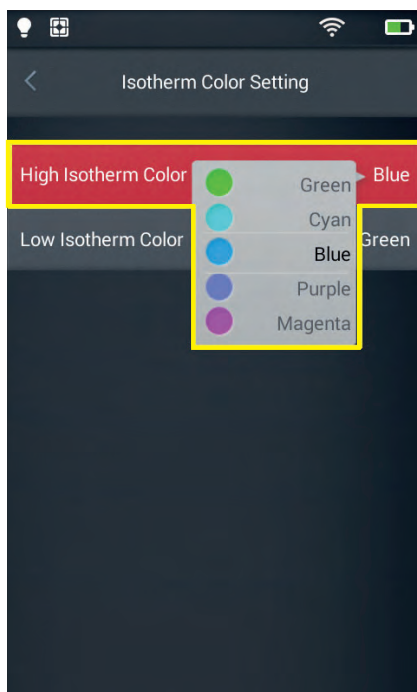 Isotherm Color Setting
High Isotherm Color Blue
Green
Cyan
Blue
Purple
Magenta
Low Isotherm Color Green